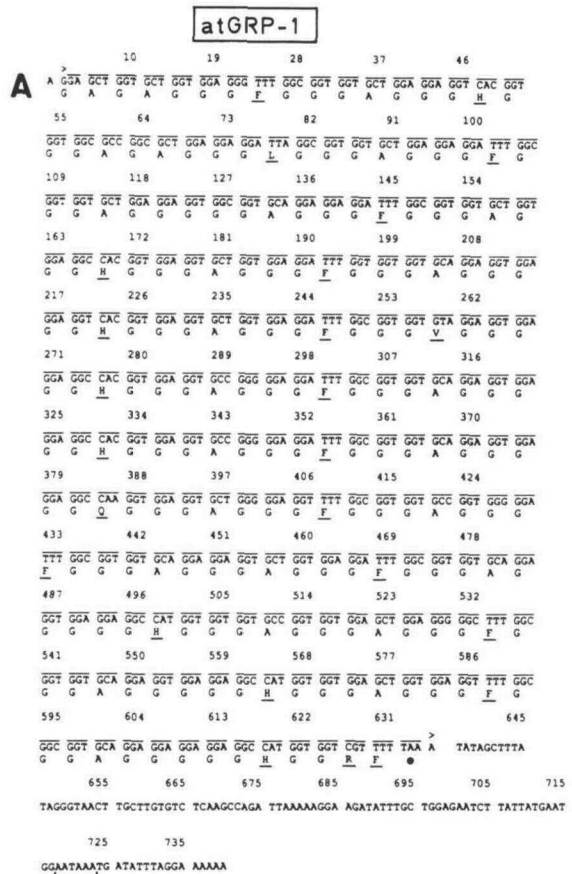 atGRP-1
A
10 19 28 37 46
>
A GGA GCT GGT GCT GGT GGA GGG TTT GGC GGT GGT GCT GGA GGA GGT CAC GGT
G A G A G G G F G G G A G G G H G
55 64 73 82 91 100
GGT GGC GCC GGC GCT GGA GGA GGA TTA GGC GGT GGT GCT GGA GGA GGA TTT GGC
G G A G A G G G L G G G A G G G F G
109 118 127 136 145 154
GGT GGT GCT GGA GGA GGT GGC GGT GCA GGA GGA GGA TTT GGC GGT GGT GCT GGT
G G A G G G G G A G G G F G G G A G
163 172 181 190 199 208
GGA GGC CAC GGT GGA GGT GCT GGT GGA GGA TTT GGT GGT GGT GCA GGA GGT GGA
G G H G G G A G G G F G G G A G G G
217 226 235 244 253 262
GGA GGT CAC GGT GGA GGT GCT GGT GGA GGA TTT GGC GGT GGT GTA GGA GGT GGA
G G H G G G A G G G F G G G V G G G
271 280 289 298 307 316
GGA GGC CAC GGT GGA GGT GCC GGG GGA GGA TTT GGC GGT GGT GCA GGA GGT GGA
G G H G G G A G G G F G G G A G G G
325 334 343 352 361 370
GGA GGC CAC GGT GGA GGT GCC GGG GGA GGA TTT GGC GGT GGT GCA GGA GGT GGA
G G H G G G A G G G F G G G A G G G
379 388 397 406 415 424
GGA GGC CAA GGT GGA GGT GCT GGG GGA GGT TTT GGC GGT GGT GCC GGT GGG GGA
G G Q G G G A G G G F G G G A G G G
433 442 451 460 469 478
TTT GGC GGT GGT GCA GGA GGA GGT GCT GGT GGA GGA TTT GGC GGT GGT GCA GGA
F G G G A G G G A G G G F G G G A G
487 496 505 514 523 532
GGT GGA GGA GGC CAT GGT GGT GGT GCC GGT GGT GGA GCT GGA GGG GGC TTT GGC
G G G G H G G G A G G G A G G G F G
541 550 559 568 577 586
GGT GGT GCA GGA GGT GGA GGA GGC CAT GGT GGT GGA GCT GGT GGA GGT TTT GGC
G G A G G G G G H G G G A G G G F G
595 604 613 622 631 645
>
GGC GGT GCA GGA GGA GGA GGA GGC CAT GGT GGT CGT TTT TAA A TATAGCTTTA
G G A G G G G G H G G R F ●
655 665 675 685 695 705 715
TAGGGTAACT TGCTTGTGTC TCAAGCCAGA TTAAAAAGGA AGATATTTGC TGGAGAATCT TATTATGAAT
725 735
GGAATAAATG ATATTTAGGA AAAAA